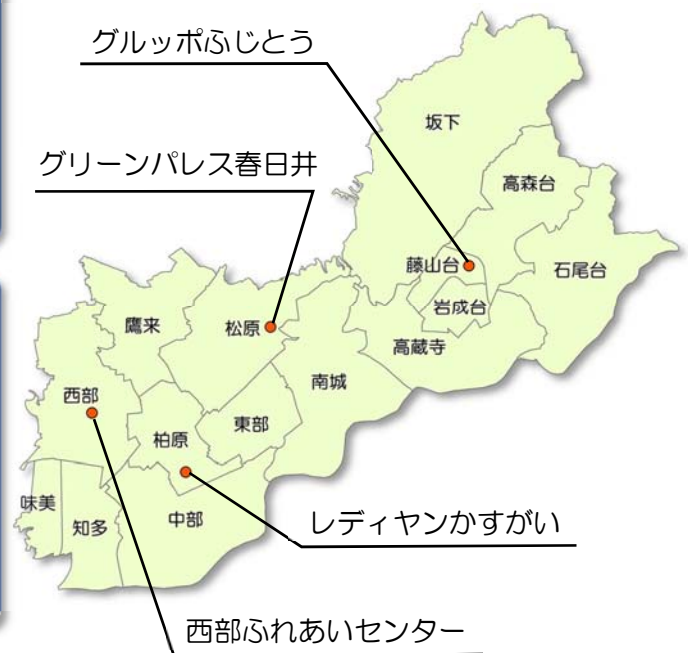 グルッポふじとう
坂下
グリーンパレス春日井
高森台
藤山台
石尾台
岩成台
鷹来
松原
高蔵寺
南城
西部
東部
柏原
味美
知多
中部
レディヤンかすがい
西部ふれあいセンター